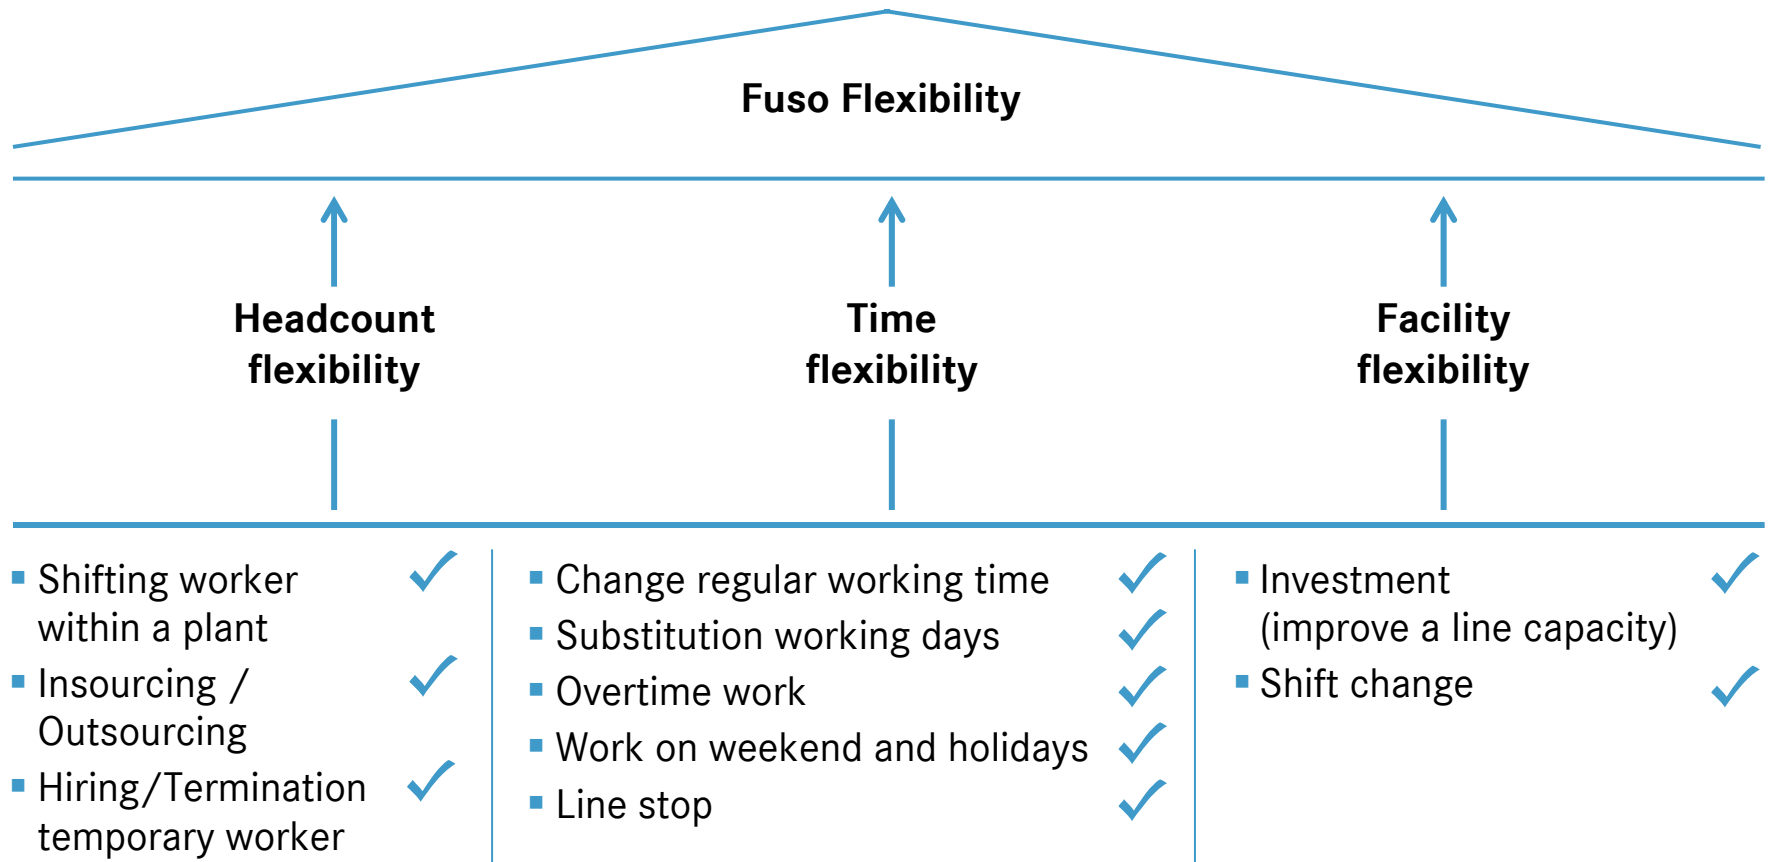 Fuso Flexibility
Headcount
flexibility
Time
flexibility
Facility
flexibility
Shifting worker
within a plant
Insourcing /
Outsourcing
Hiring/Termination
temporary worker
Change regular working time
Substitution working days
Overtime work
Work on weekend and holidays
Line stop
Investment
(improve a line capacity)
Shift change